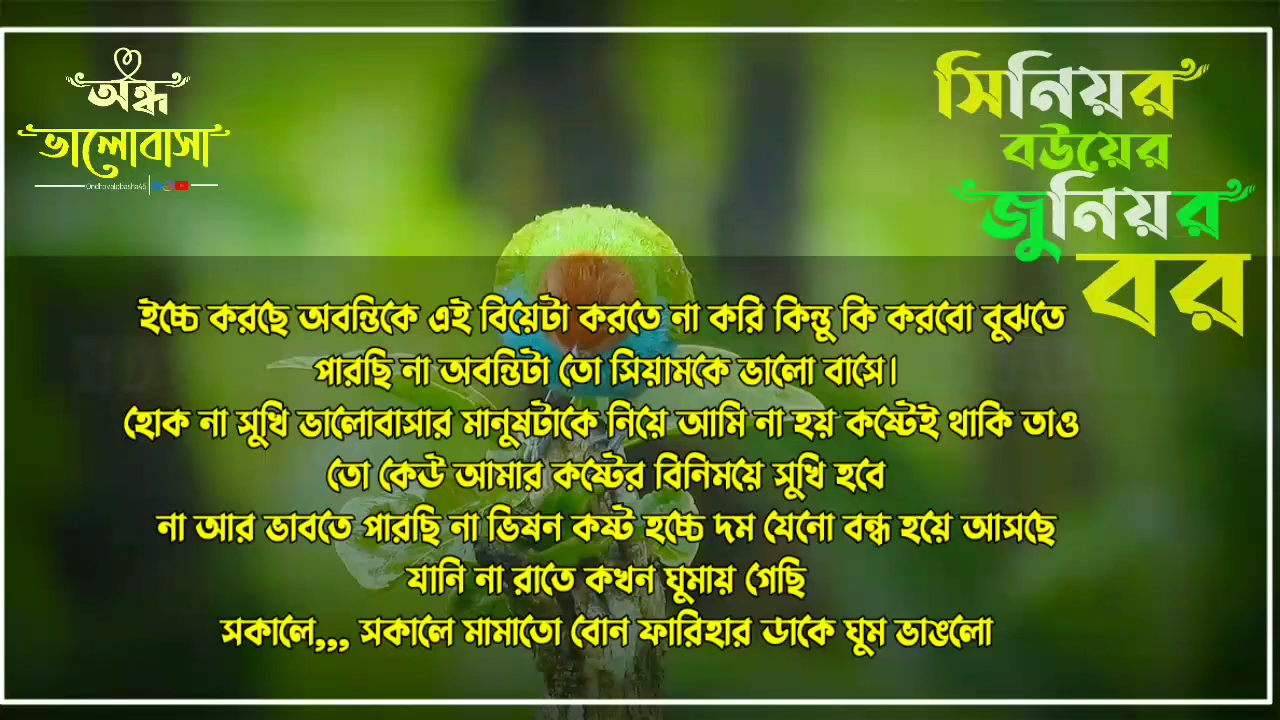 অন্ধ
ভালোবাসা
Ondhovalobasha46
সিনিয়র
বউয়ের
জুনিয়র
বর
ইচ্ছে করছে অবন্তিকে এই বিয়েটা করতে না করি কিন্তু কি করবো বুঝতে
পারছি না অবন্তিটা তো সিয়ামকে ভালো বাসে।
হোক না সুখি ভালোবাসার মানুষটাকে নিয়ে আমি না হয় কষ্টেই থাকি তাও
তো কেউ আমার কষ্টের বিনিময়ে সুখি হবে
না আর ভাবতে পারছি না ভিষন কষ্ট হচ্ছে দম যেনো বন্ধ হয়ে আসছে
যানি না রাতে কখন ঘুমায় গেছি
সকালে,,, সকালে মামাতো বোন ফারিহার ডাকে ঘুম ভাঙলো